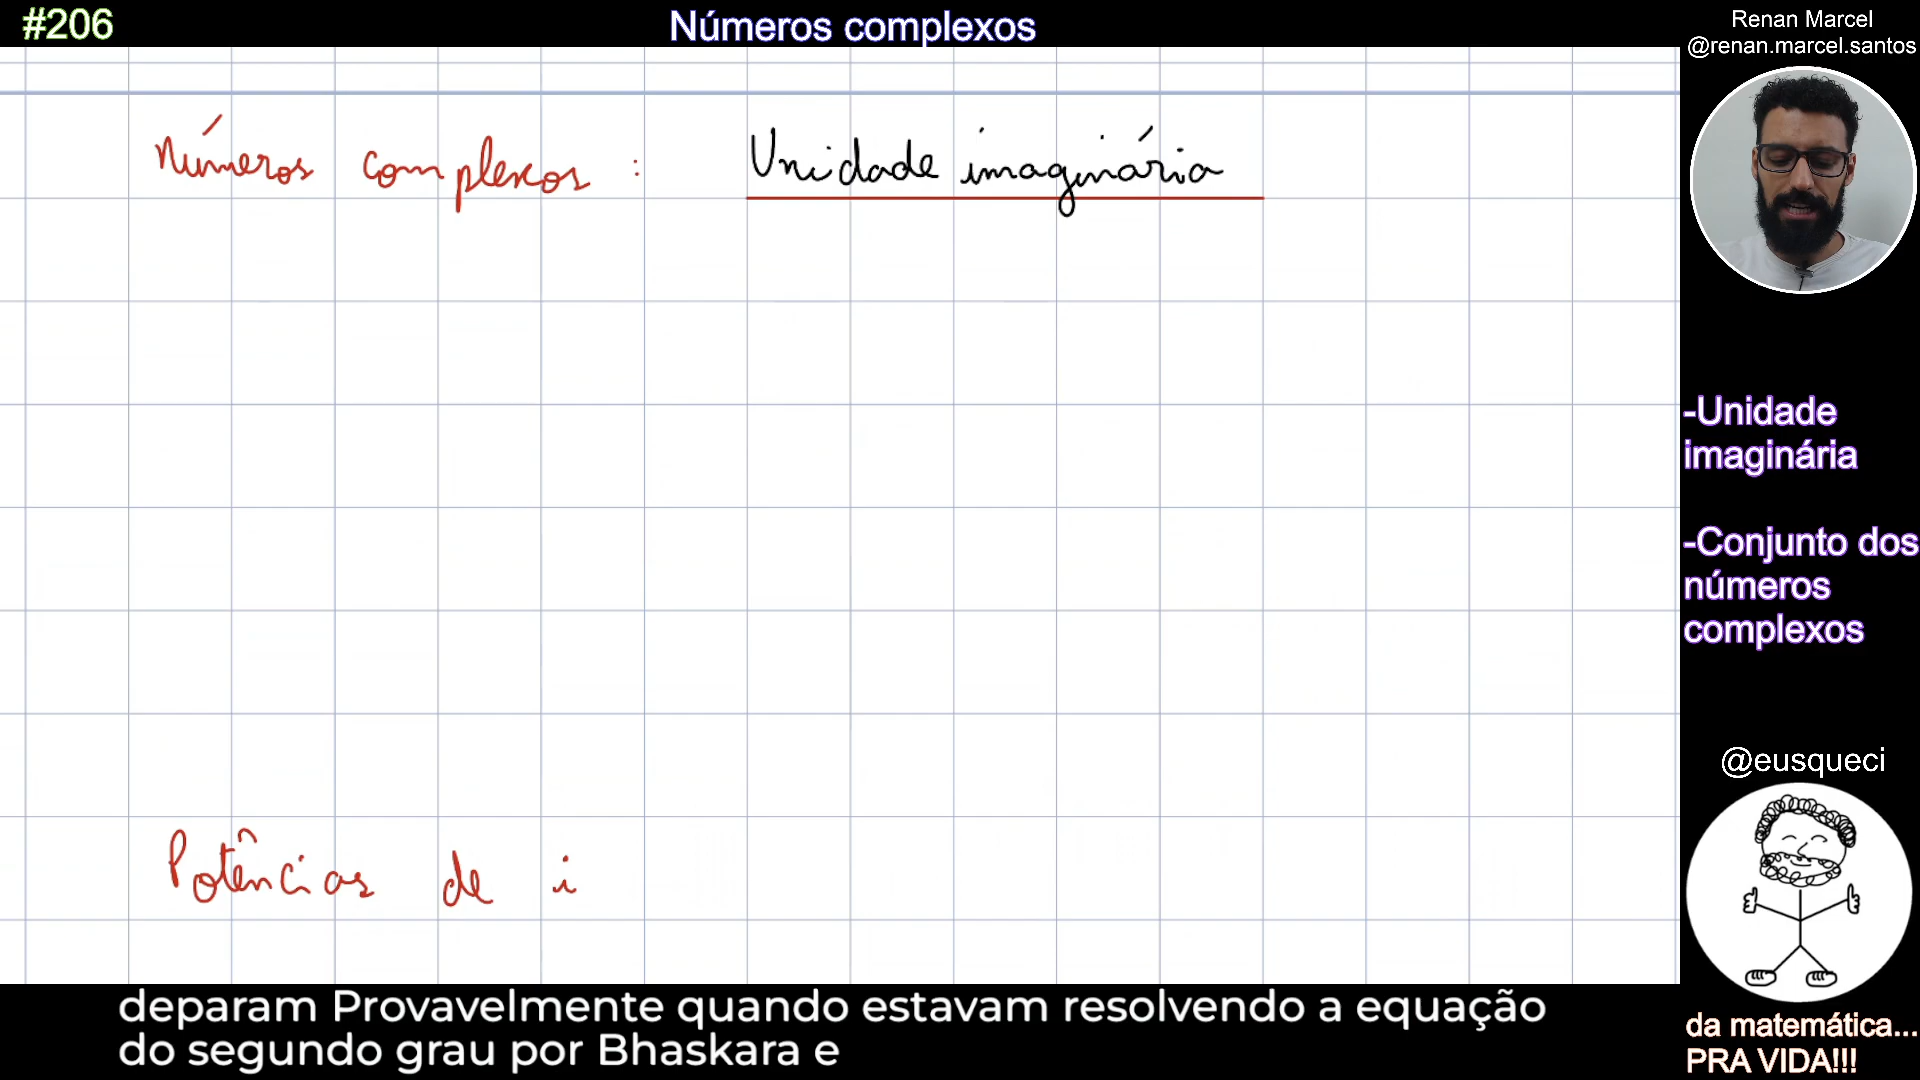 #206
Números complexos
Renan Marcel
@renan.marcel.santos
Números complexos : Unidade imaginária
-Unidade
imaginária
-Conjunto dos
números
complexos
@eusqueci
Potências de i
deparam Provavelmente quando estavam resolvendo a equação
do segundo grau por Bhaskara e
da matemática...
PRA VIDA!!!